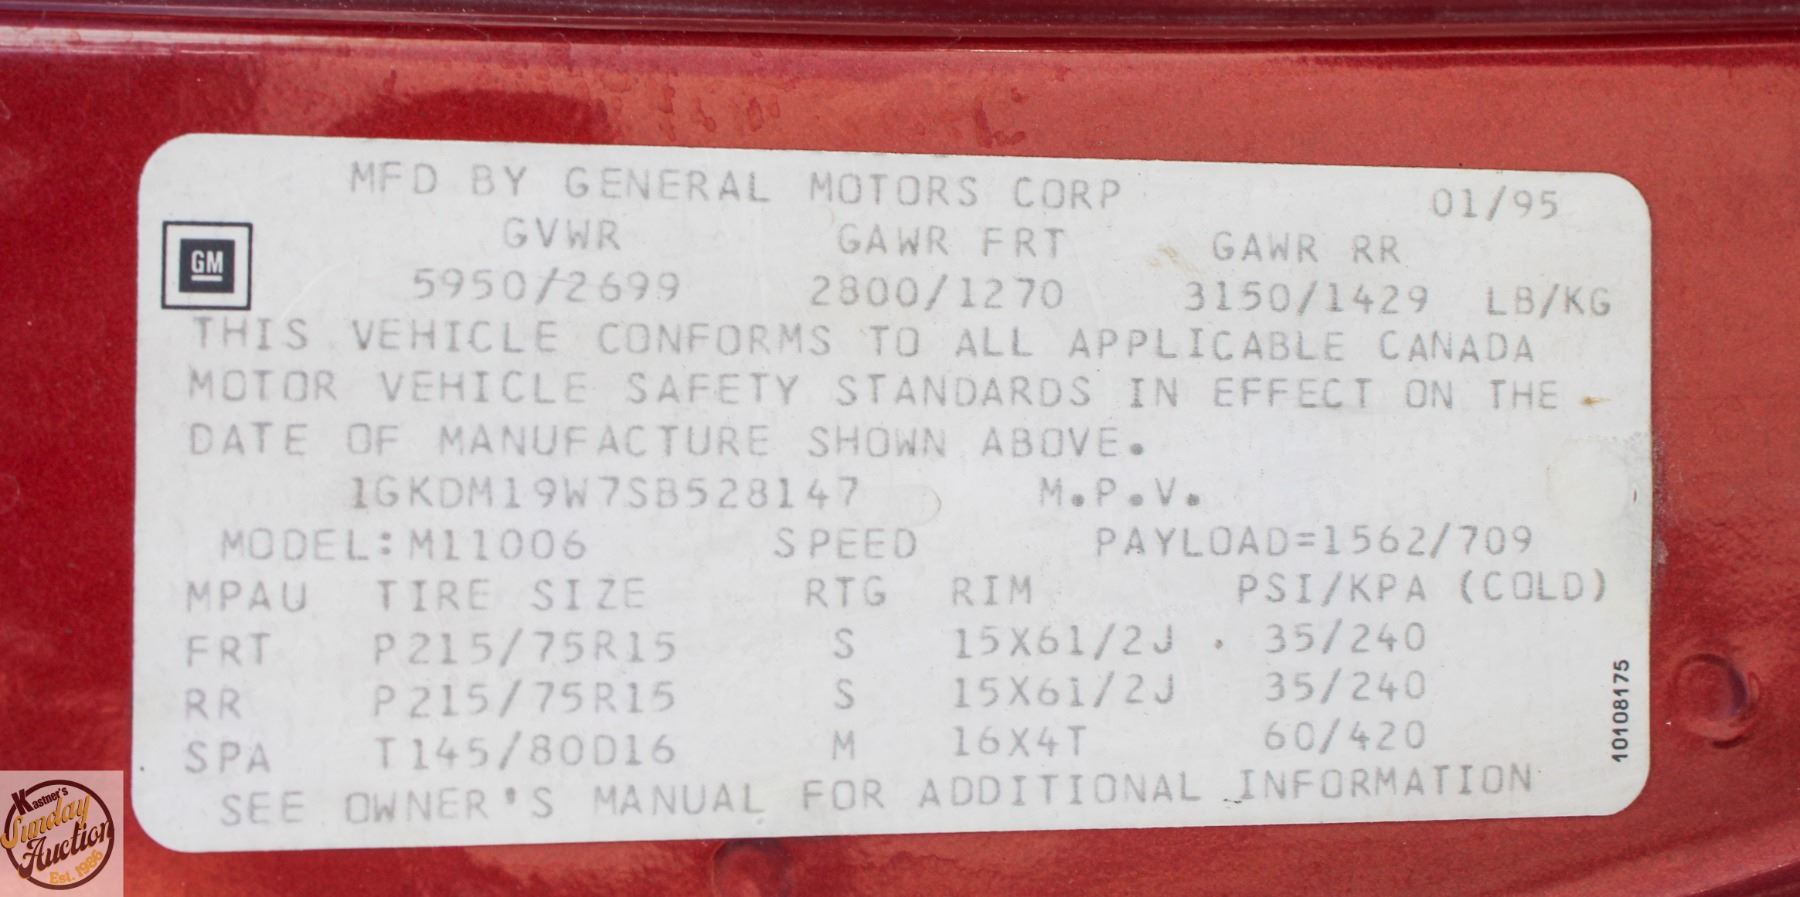 MFD BY GENERAL MOTORS CORP 01/95
GVWR GAWR FRT GAWR RR
GM
5950/2699 2800/1270 3150/1429 LB/KG
THIS VEHICLE CONFORMS TO ALL APPLICABLE CANADA
MOTOR VEHICLE SAFETY STANDARDS IN EFFECT ON THE
DATE OF MANUFACTURE SHOWN ABOVE.
1GKDM19W7SB528147 M.P.V.
MODEL:M11006 SPEED PAYLOAD=1562/709
MPAU TIRE SIZE RTG RIM PSI/KPA (COLD)
FRT P215/75R15 S 15X61/2J 35/240
RR P215/75R15 S 15X61/2J 35/240
SPA T145/80D16 M 16X4T 60/420
SEE OWNER'S MANUAL FOR ADDITIONAL INFORMATION
10108175
Kastner's
Sunday
Auction
Est. 1986